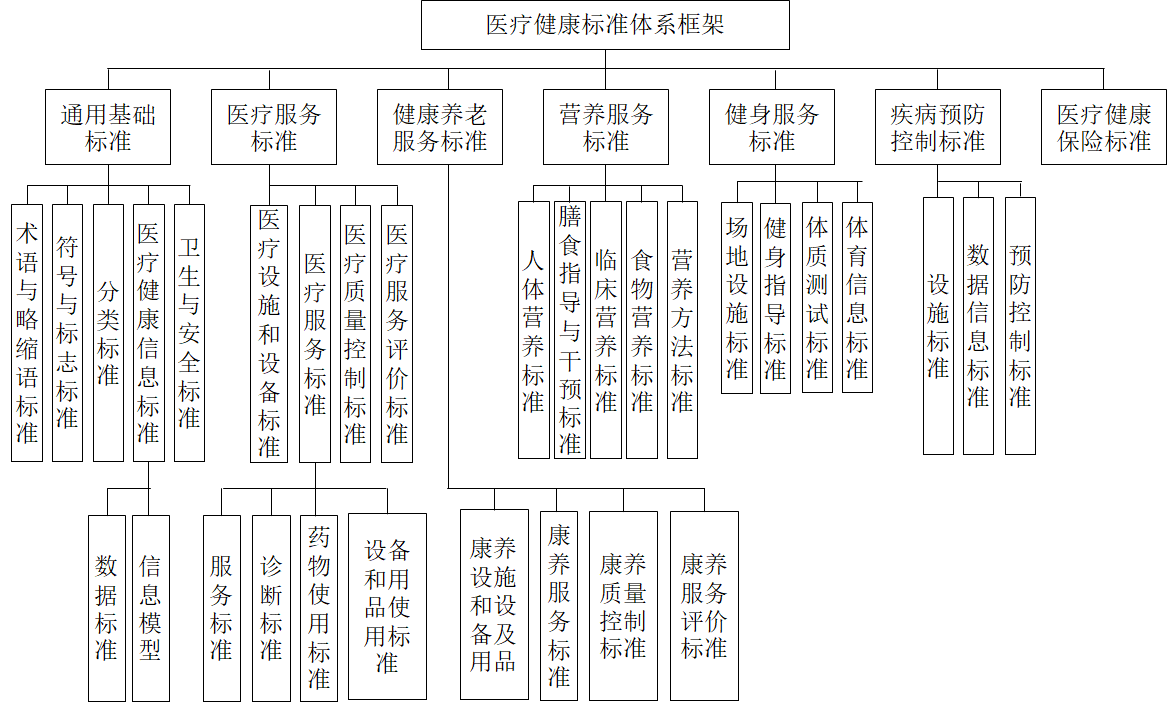 医疗健康标准体系框架
通用基础
标准
医疗服务
标准
健康养老
服务标准
营养服务
标准
健身服务
标准
疾病预防
控制标准
医疗健康
保险标准
术语与略缩语标准
符号与标志标准
分类标准
医疗健康信息标准
卫生与安全标准
医疗设施和设备标准
医疗服务标准
医疗质量控制标准
医疗服务评价标准
人体营养标准
膳食指导与干预标准
临床营养标准
食物营养标准
营养方法标准
场地设施标准
健身指导标准
体质测试标准
体育信息标准
设施标准
数据信息标准
预防控制标准
数据标准
信息模型
服务标准
诊断标准
药物使用标准
设备
和用
品使
用标
准
康养
设施
和设
备及
用品
康养服务标准
康养
质量
控制
标准
康养
服务
评价
标准